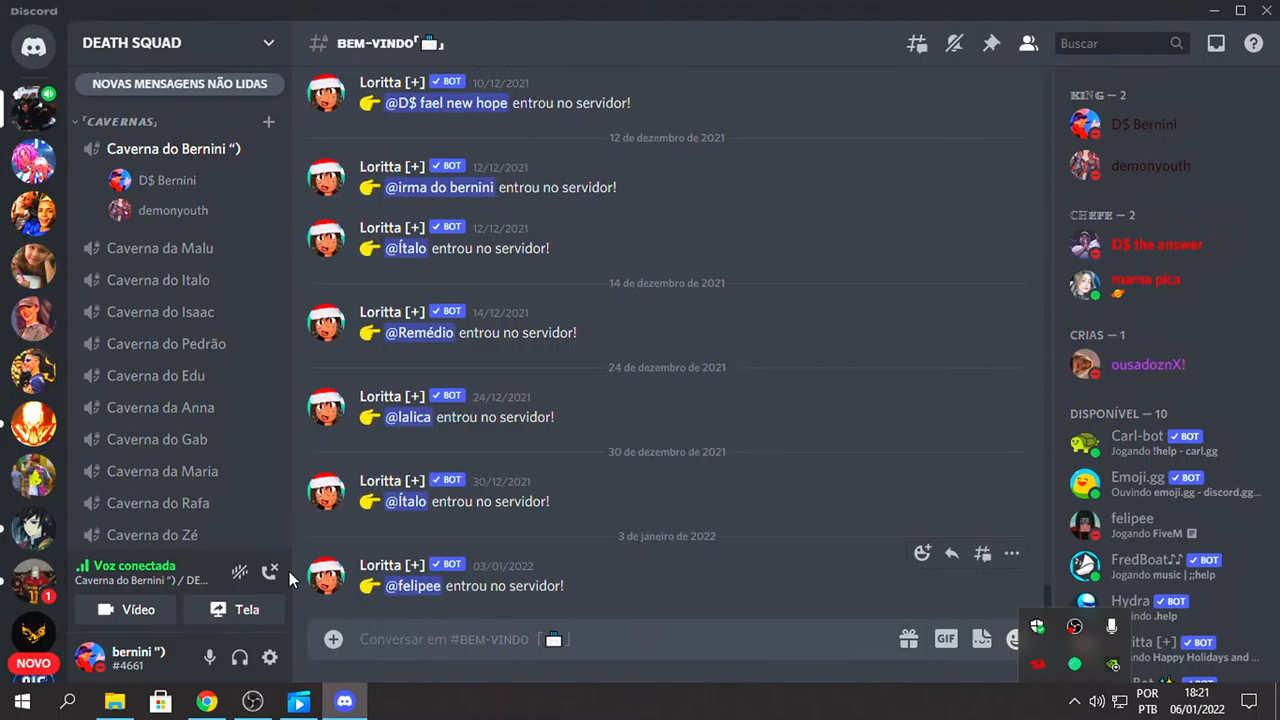 Discord
DEATH SQUAD
NOVAS MENSAGENS NÃO LIDAS
「CAVERNAS」
Caverna do Bernini “)
D$ Bernini
demonyouth
Caverna da Malu
Caverna do Italo
Caverna do Isaac
Caverna do Pedrão
Caverna do Edu
Caverna da Anna
Caverna do Gab
Caverna da Maria
Caverna do Rafa
Caverna do Zé
Voz conectada
Caverna do Bernini “) / DE...
Vídeo
Tela
bernini “)
#4661
NOVO
1
BEM-VINDO「
」
Buscar
Loritta [+] ✓ BOT 10/12/2021
👉 @D$ fael new hope entrou no servidor!
12 de dezembro de 2021
Loritta [+] ✓ BOT 12/12/2021
👉 @irma do bernini entrou no servidor!
Loritta [+] ✓ BOT 12/12/2021
👉 @Ítalo entrou no servidor!
14 de dezembro de 2021
Loritta [+] ✓ BOT 14/12/2021
👉 @Remédio entrou no servidor!
24 de dezembro de 2021
Loritta [+] ✓ BOT 24/12/2021
👉 @lalica entrou no servidor!
30 de dezembro de 2021
Loritta [+] ✓ BOT 30/12/2021
👉 @Ítalo entrou no servidor!
3 de janeiro de 2022
Loritta [+] ✓ BOT 03/01/2022
👉 @felipee entrou no servidor!
Conversar em #BEM-VINDO「
」
GIF
KING — 2
D$ Bernini
demonyouth
CHEFE — 2
D$ the answer
mama pica
CRIAS — 1
ousadoznX!
DISPONÍVEL — 10
Carl-bot ✓ BOT
Jogando !help - carl.gg
Emoji.gg ✓ BOT
Ouvindo emoji.gg - discord.gg...
felipee
Jogando FiveM
FredBoat♪♪ ✓ BOT
Jogando music | ;;help
Hydra ✓ BOT
.help
itta [+] ✓ BOT
ndo Happy Holidays and ...
POR
PTB
18:21
06/01/2022